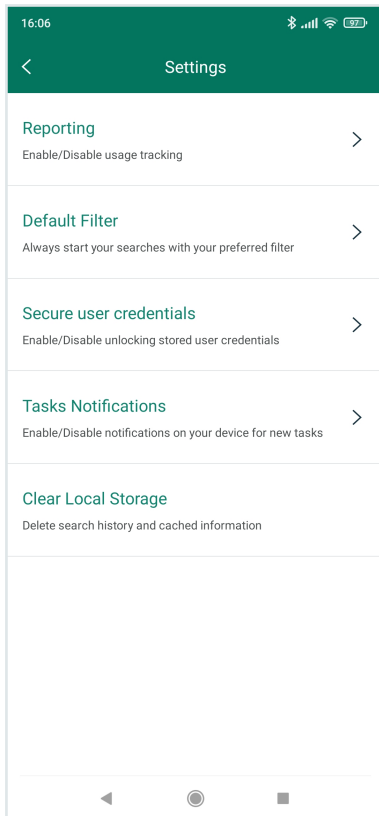 16:06
97
Settings
Reporting
Enable/Disable usage tracking
Default Filter
Always start your searches with your preferred filter
Secure user credentials
Enable/Disable unlocking stored user credentials
Tasks Notifications
Enable/Disable notifications on your device for new tasks
Clear Local Storage
Delete search history and cached information